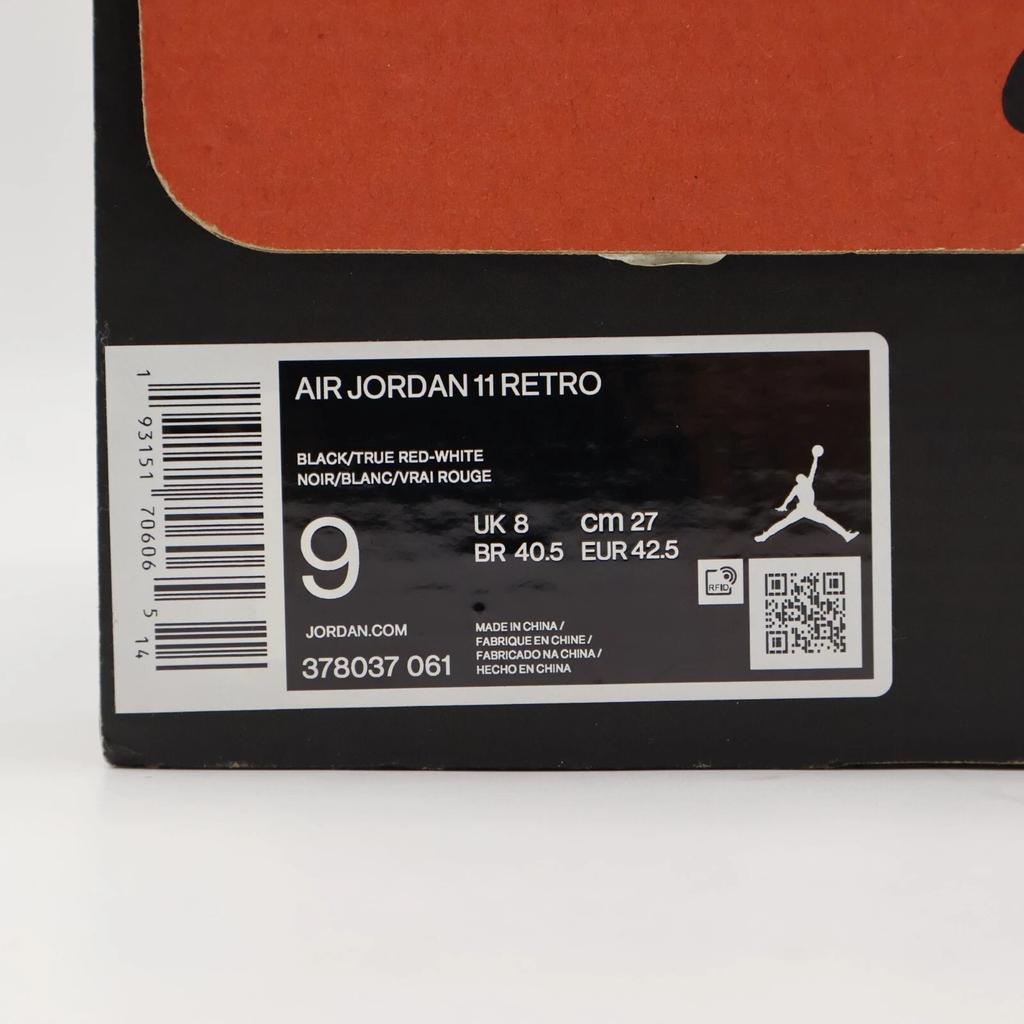 1 93151 70606 5 14
AIR JORDAN 11 RETRO
BLACK/TRUE RED-WHITE
NOIR/BLANC/VRAI ROUGE
9
UK 8 cm 27
BR 40.5 EUR 42.5
RFID
JORDAN.COM
378037 061
MADE IN CHINA /
FABRIQUE EN CHINE /
FABRICADO NA CHINA /
HECHO EN CHINA